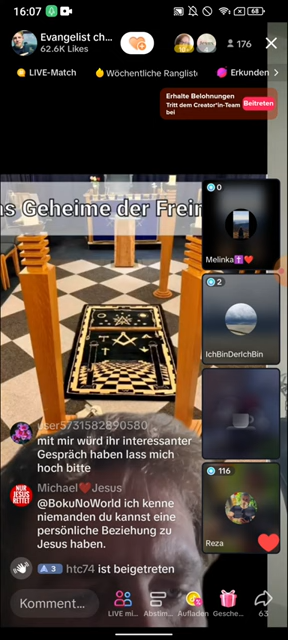 16:07
68
Evangelist ch...
62.6K Likes
176
LIVE-Match
Wöchentliche Rangliste
Erkunden
Erhalte Belohnungen
Tritt dem Creator*in-Team
bei
Beitreten
as Geheime der Freim
0
Melinka
2
IchBinDerIchBin
116
Reza
user5731582890580
mit mir würd ihr interessanter
Gespräch haben lass mich
hoch bitte
NUR
JESUS
RETTET
Michael❤️Jesus
@BokuNoWorld ich kenne
niemanden du kannst eine
persönliche Beziehung zu
Jesus haben.
3 htc74 ist beigetreten
Komment...
LIVE mi...
Abstim...
Aufladen
Gesche...
63